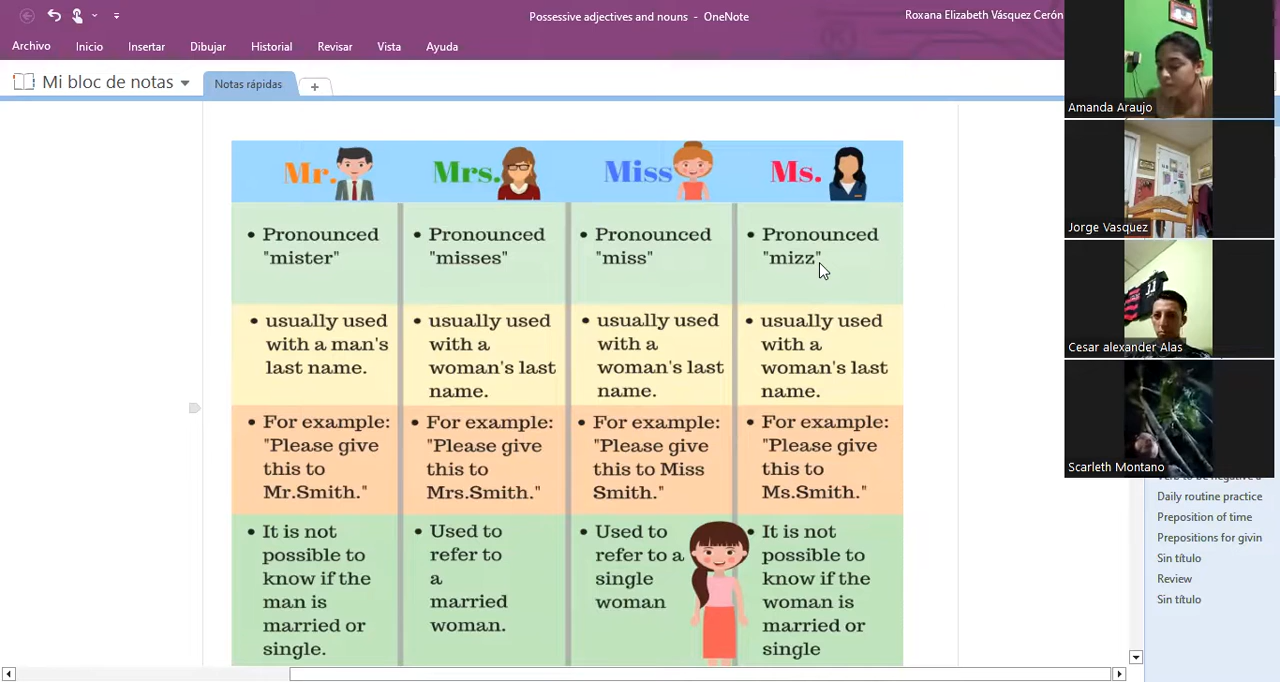 Possessive adjectives and nouns - OneNote
Roxana Elizabeth Vásquez Cerón
Archivo Inicio Insertar Dibujar Historial Revisar Vista Ayuda
Mi bloc de notas Notas rápidas +
Mr. Mrs. Miss Ms.
• Pronounced
"mister"
• Pronounced
"misses"
• Pronounced
"miss"
• Pronounced
"mizz"
• usually used
with a man's
last name.
• usually used
with a
woman's last
name.
• usually used
with a
woman's last
name.
• usually used
with a
woman's last
name.
• For example:
"Please give
this to
Mr.Smith."
• For example:
"Please give
this to
Mrs.Smith."
• For example:
"Please give
this to Miss
Smith."
• For example:
"Please give
this to
Ms.Smith."
• It is not
possible to
know if the
man is
married or
single.
• Used to
refer to
a
married
woman.
• Used to
refer to a
single
woman
• It is not
possible to
know if the
woman is
married or
single
Amanda Araujo
Jorge Vasquez
Cesar alexander Alas
11
Scarleth Montano
Daily routine practice
Preposition of time
Prepositions for givin
Sin título
Review
Sin título